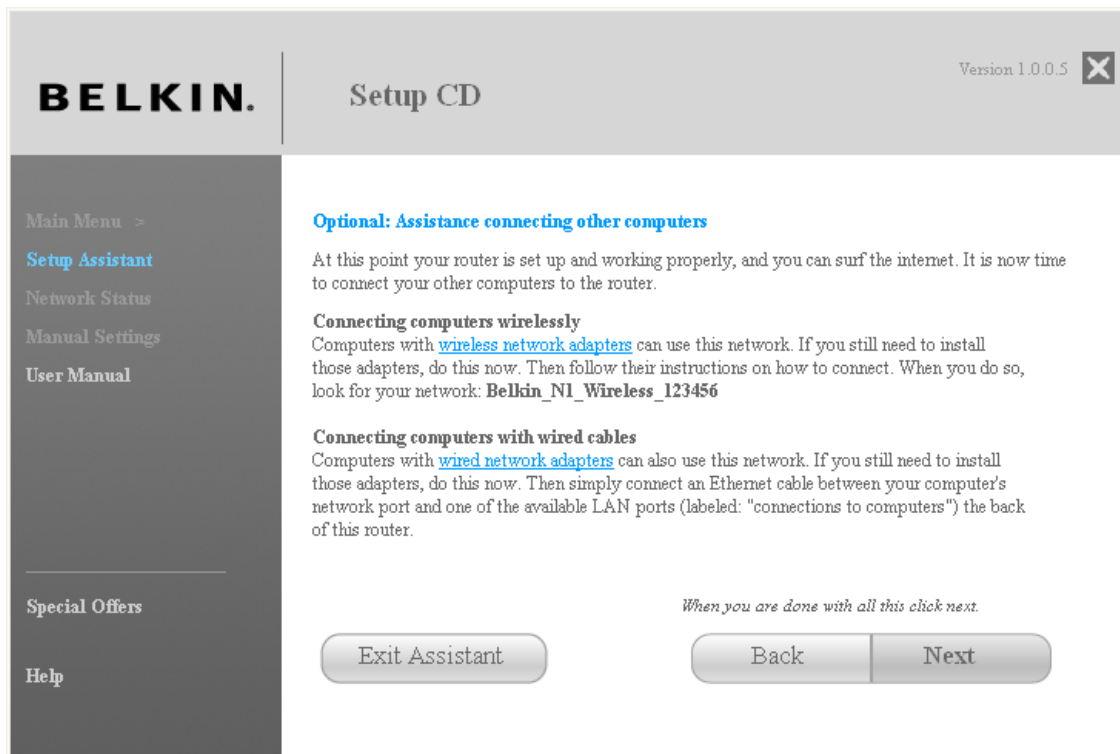 BELKIN.
Setup CD
Version 1.0.0.5
Main Menu >
Setup Assistant
Network Status
Manual Settings
User Manual
Special Offers
Help
Optional: Assistance connecting other computers
At this point your router is set up and working properly, and you can surf the internet. It is now time
to connect your other computers to the router.
Connecting computers wirelessly
Computers with wireless network adapters can use this network. If you still need to install
those adapters, do this now. Then follow their instructions on how to connect. When you do so,
look for your network: Belkin_N1_Wireless_123456
Connecting computers with wired cables
Computers with wired network adapters can also use this network. If you still need to install
those adapters, do this now. Then simply connect an Ethernet cable between your computer's
network port and one of the available LAN ports (labeled: "connections to computers") the back
of this router.
When you are done with all this click next.
Exit Assistant
Back
Next